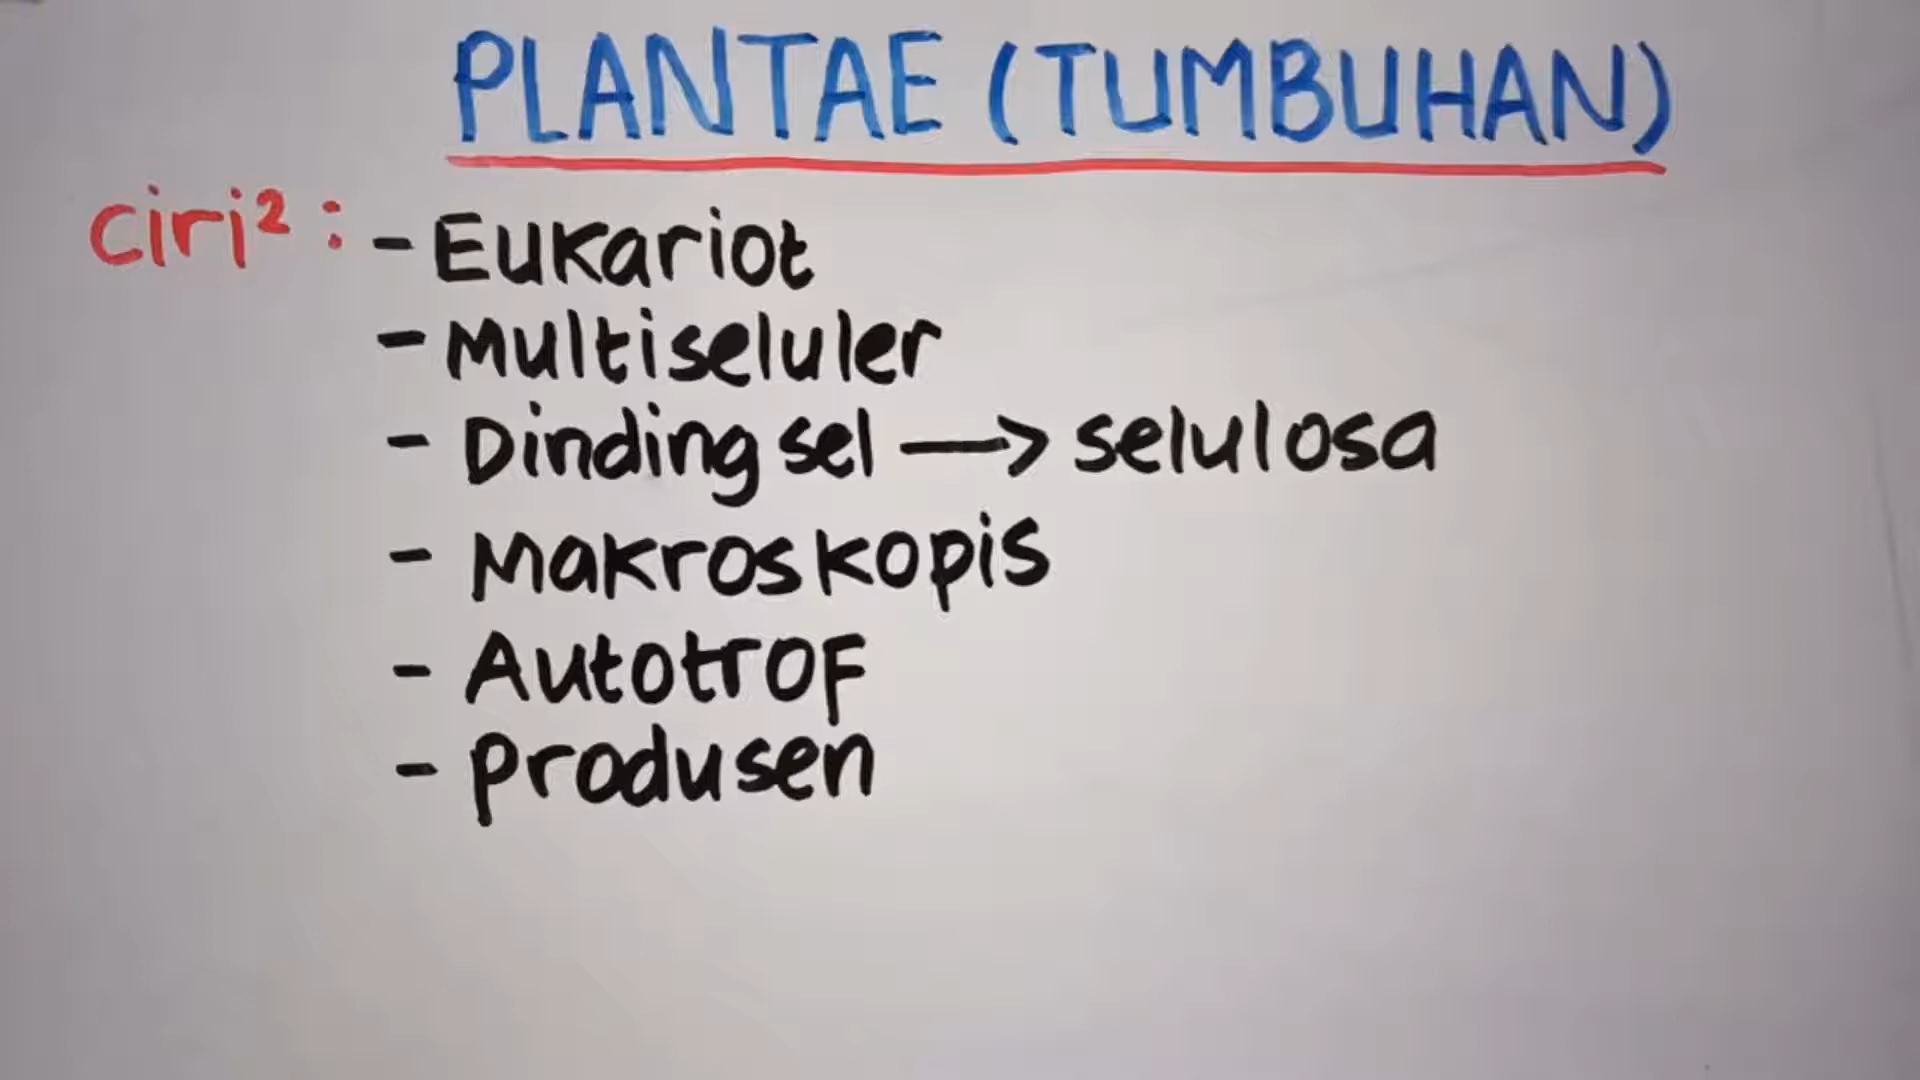 PLANTAE (TUMBUHAN)
Ciri² : - Eukariot
- Multiseluler
- Dinding sel → selulosa
- Makroskopis
- Autotrof
- Produsen